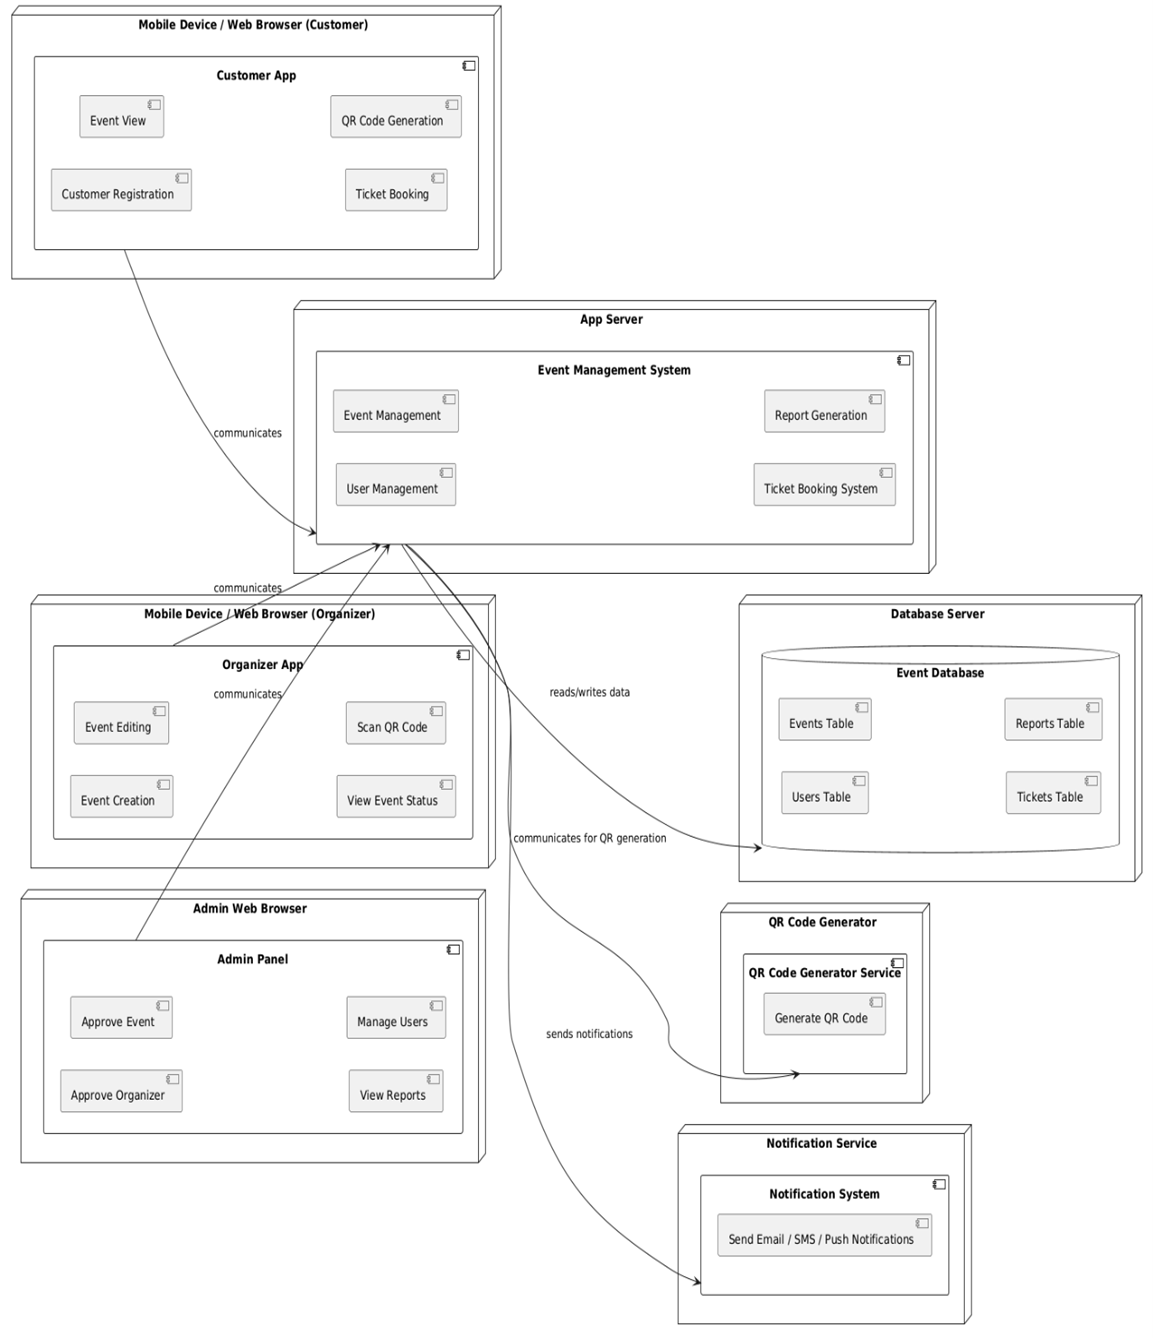 Mobile Device / Web Browser (Customer)
Customer App
Event View
QR Code Generation
Customer Registration
Ticket Booking
App Server
Event Management System
Event Management
Report Generation
communicates
User Management
Ticket Booking System
communicates
Mobile Device / Web Browser (Organizer)
Database Server
Organizer App
Event Database
communicates
reads/writes data
Event Editing
Scan QR Code
Events Table
Reports Table
Event Creation
View Event Status
Users Table
Tickets Table
communicates for QR generation
Admin Web Browser
QR Code Generator
Admin Panel
QR Code Generator Service
Approve Event
Manage Users
Generate QR Code
sends notifications
Approve Organizer
View Reports
Notification Service
Notification System
Send Email / SMS / Push Notifications